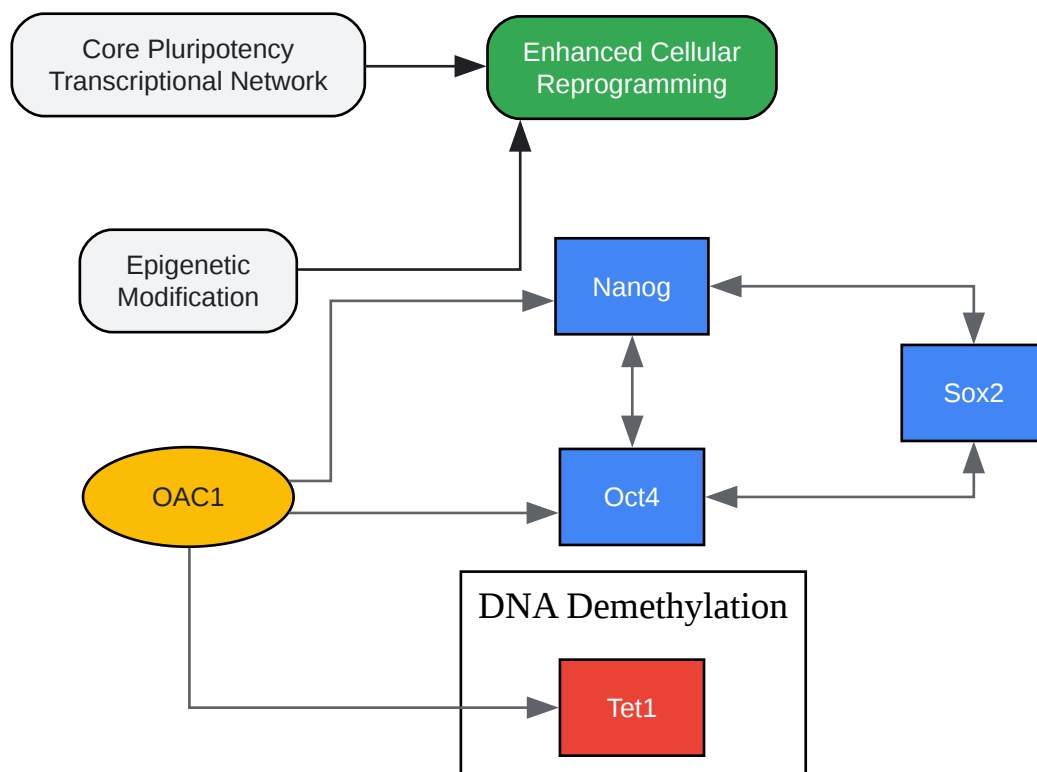 Core Pluripotency
Transcriptional Network
Enhanced Cellular
Reprogramming
Epigenetic
Modification
Nanog
Sox2
OAC1
Oct4
DNA Demethylation
Tet1